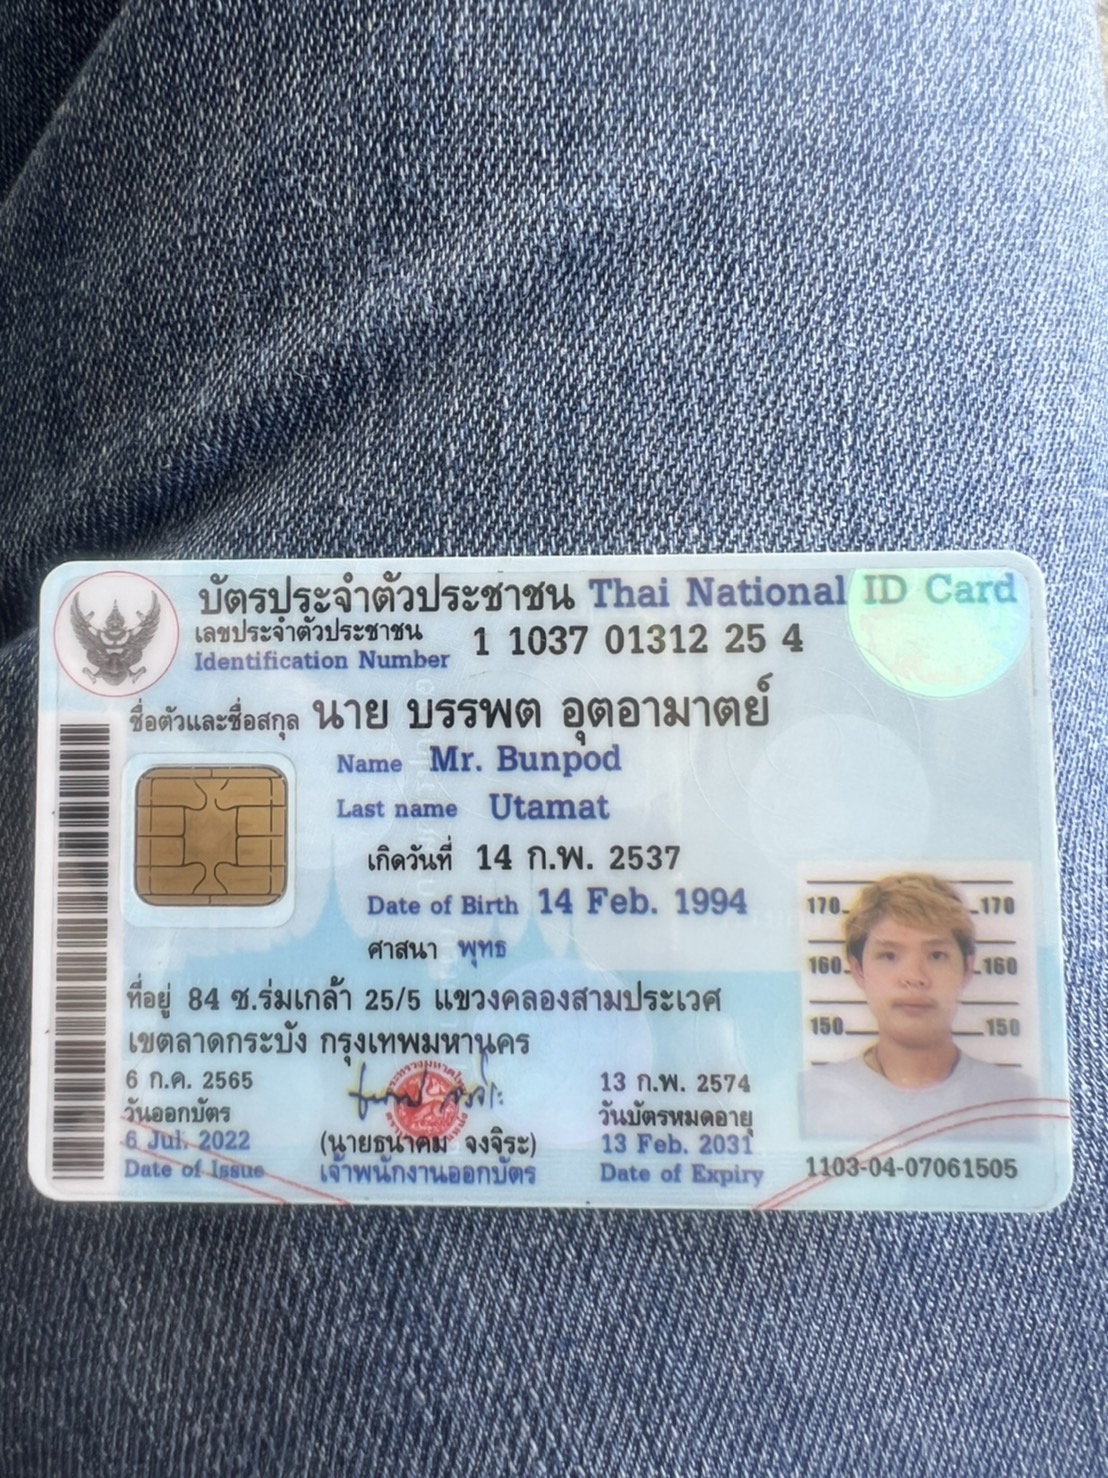 บัตรประจำตัวประชาชน Thai National ID Card
เลขประจำตัวประชาชน 1 1037 01312 25 4
Identification Number
ชื่อตัวและชื่อสกุล นาย บรรพต อุตอามาตย์
Name Mr. Bunpod
Last name Utamat
เกิดวันที่ 14 ก.พ. 2537
Date of Birth 14 Feb. 1994
ศาสนา พุทธ
ที่อยู่ 84 ซ.ร่มเกล้า 25/5 แขวงคลองสามประเวศ
เขตลาดกระบัง กรุงเทพมหานคร
6 ก.ค. 2565
วันออกบัตร
6 Jul. 2022
Date of Issue
(นายธนาคม จงจิระ)
เจ้าพนักงานออกบัตร
13 ก.พ. 2574
วันบัตรหมดอายุ
13 Feb. 2031
Date of Expiry
170 170
160 160
150 150
1103-04-07061505